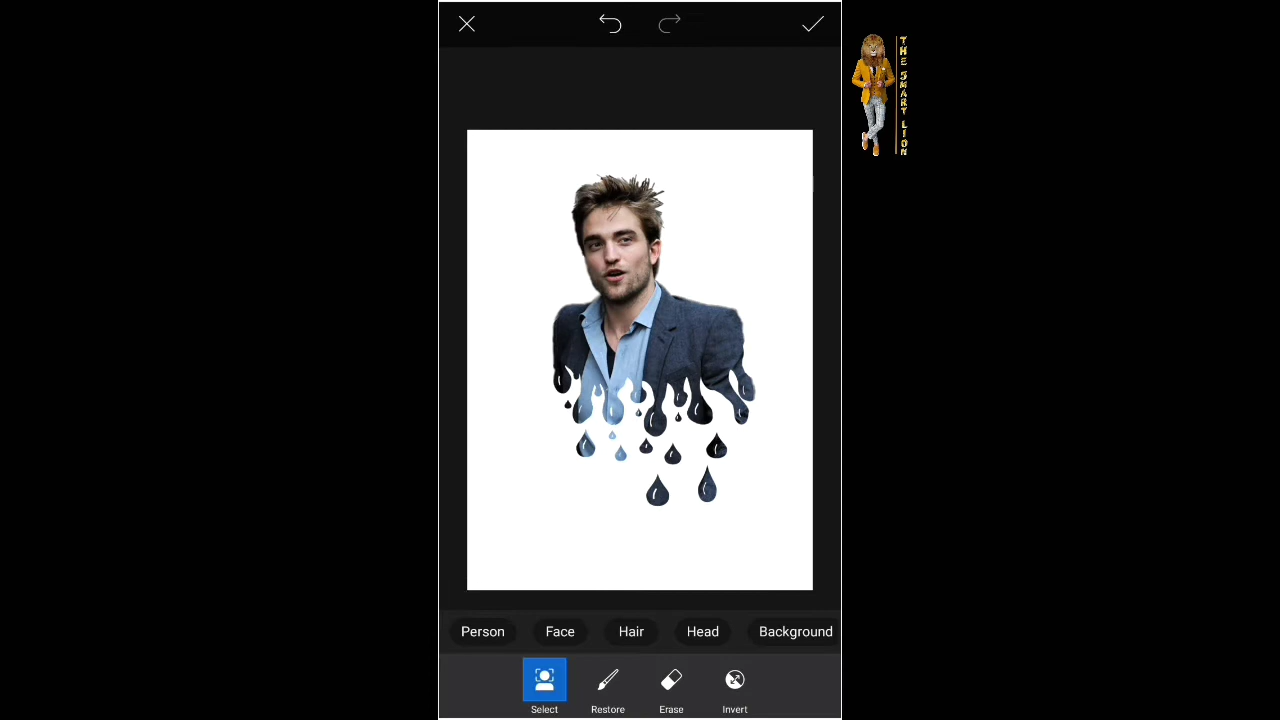 THE SMART LION
Person Face Hair Head Background
Select Restore Erase Invert